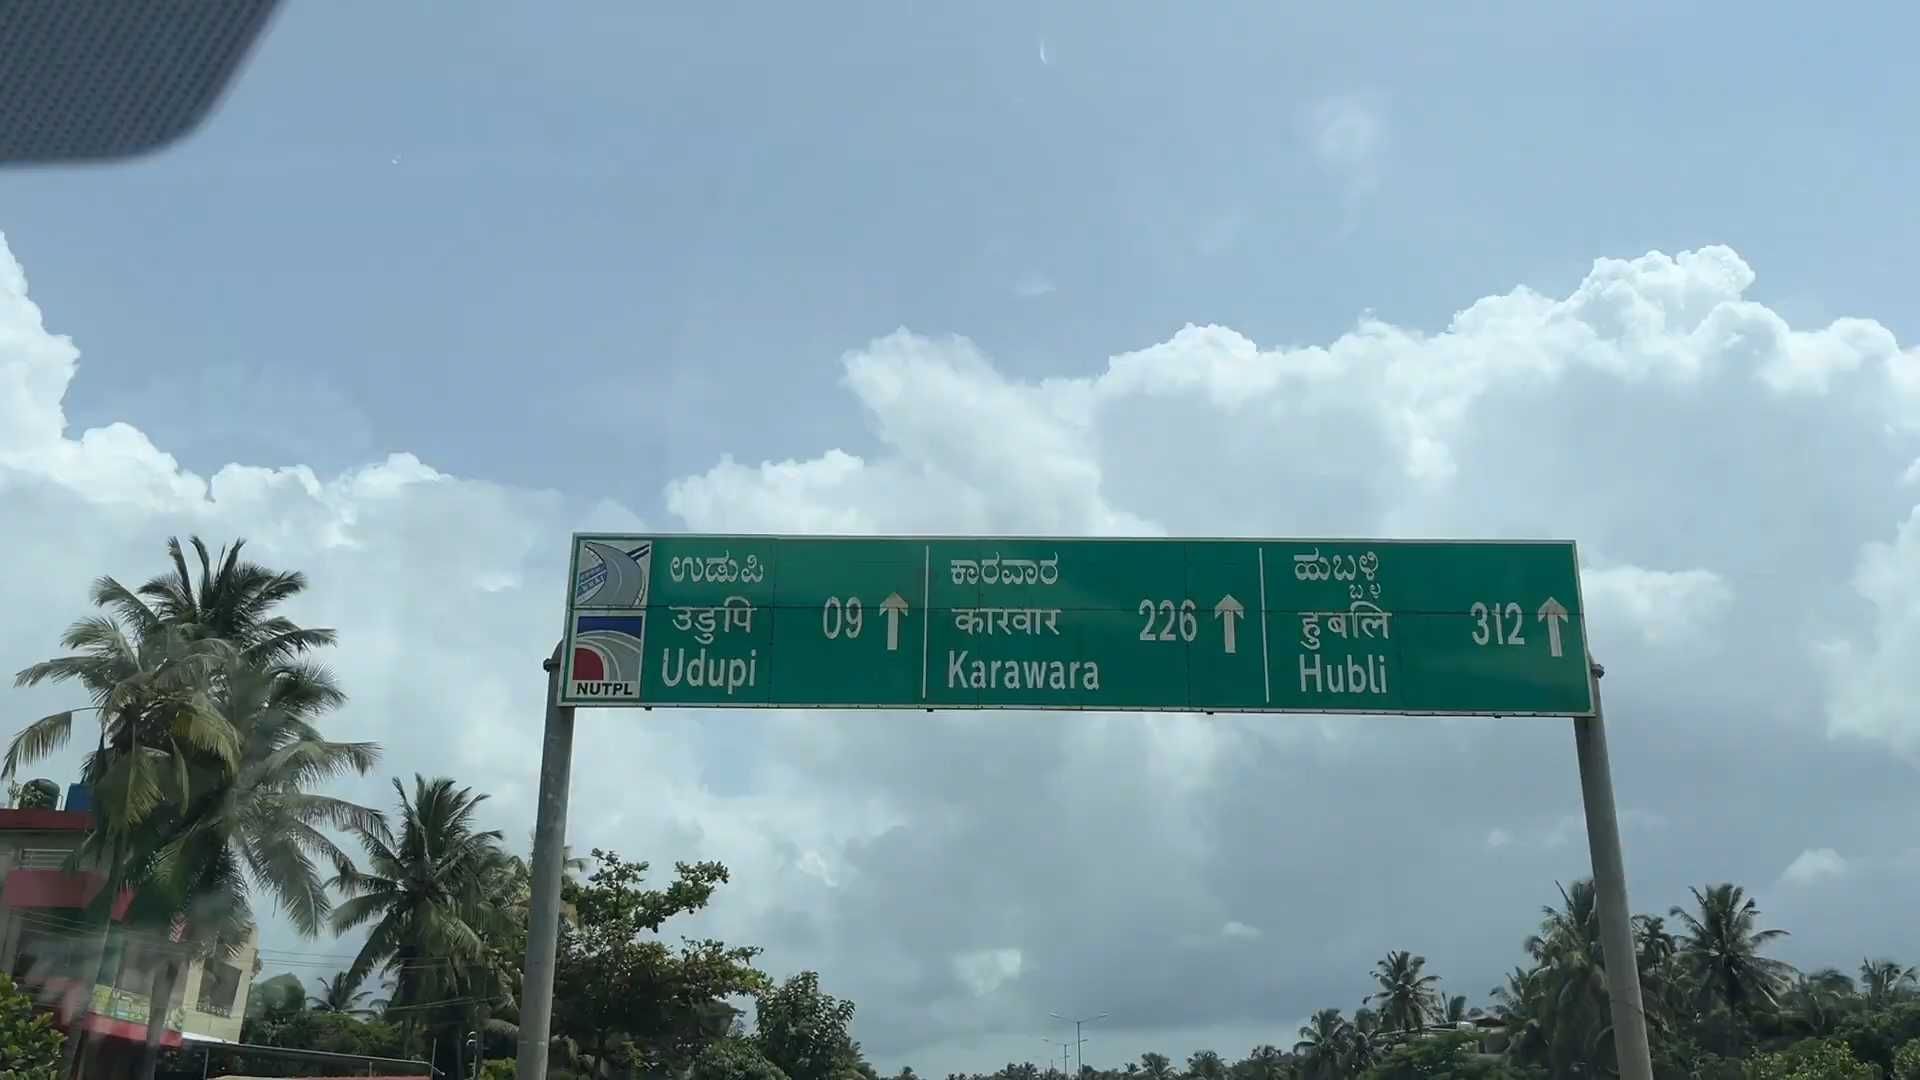 ಉಡುಪಿ
उडुपि
Udupi
09
ಕಾರವಾರ
कारवार
Karawara
226
ಹುಬ್ಬಳ್ಳಿ
हुबलि
Hubli
312
NUTPL